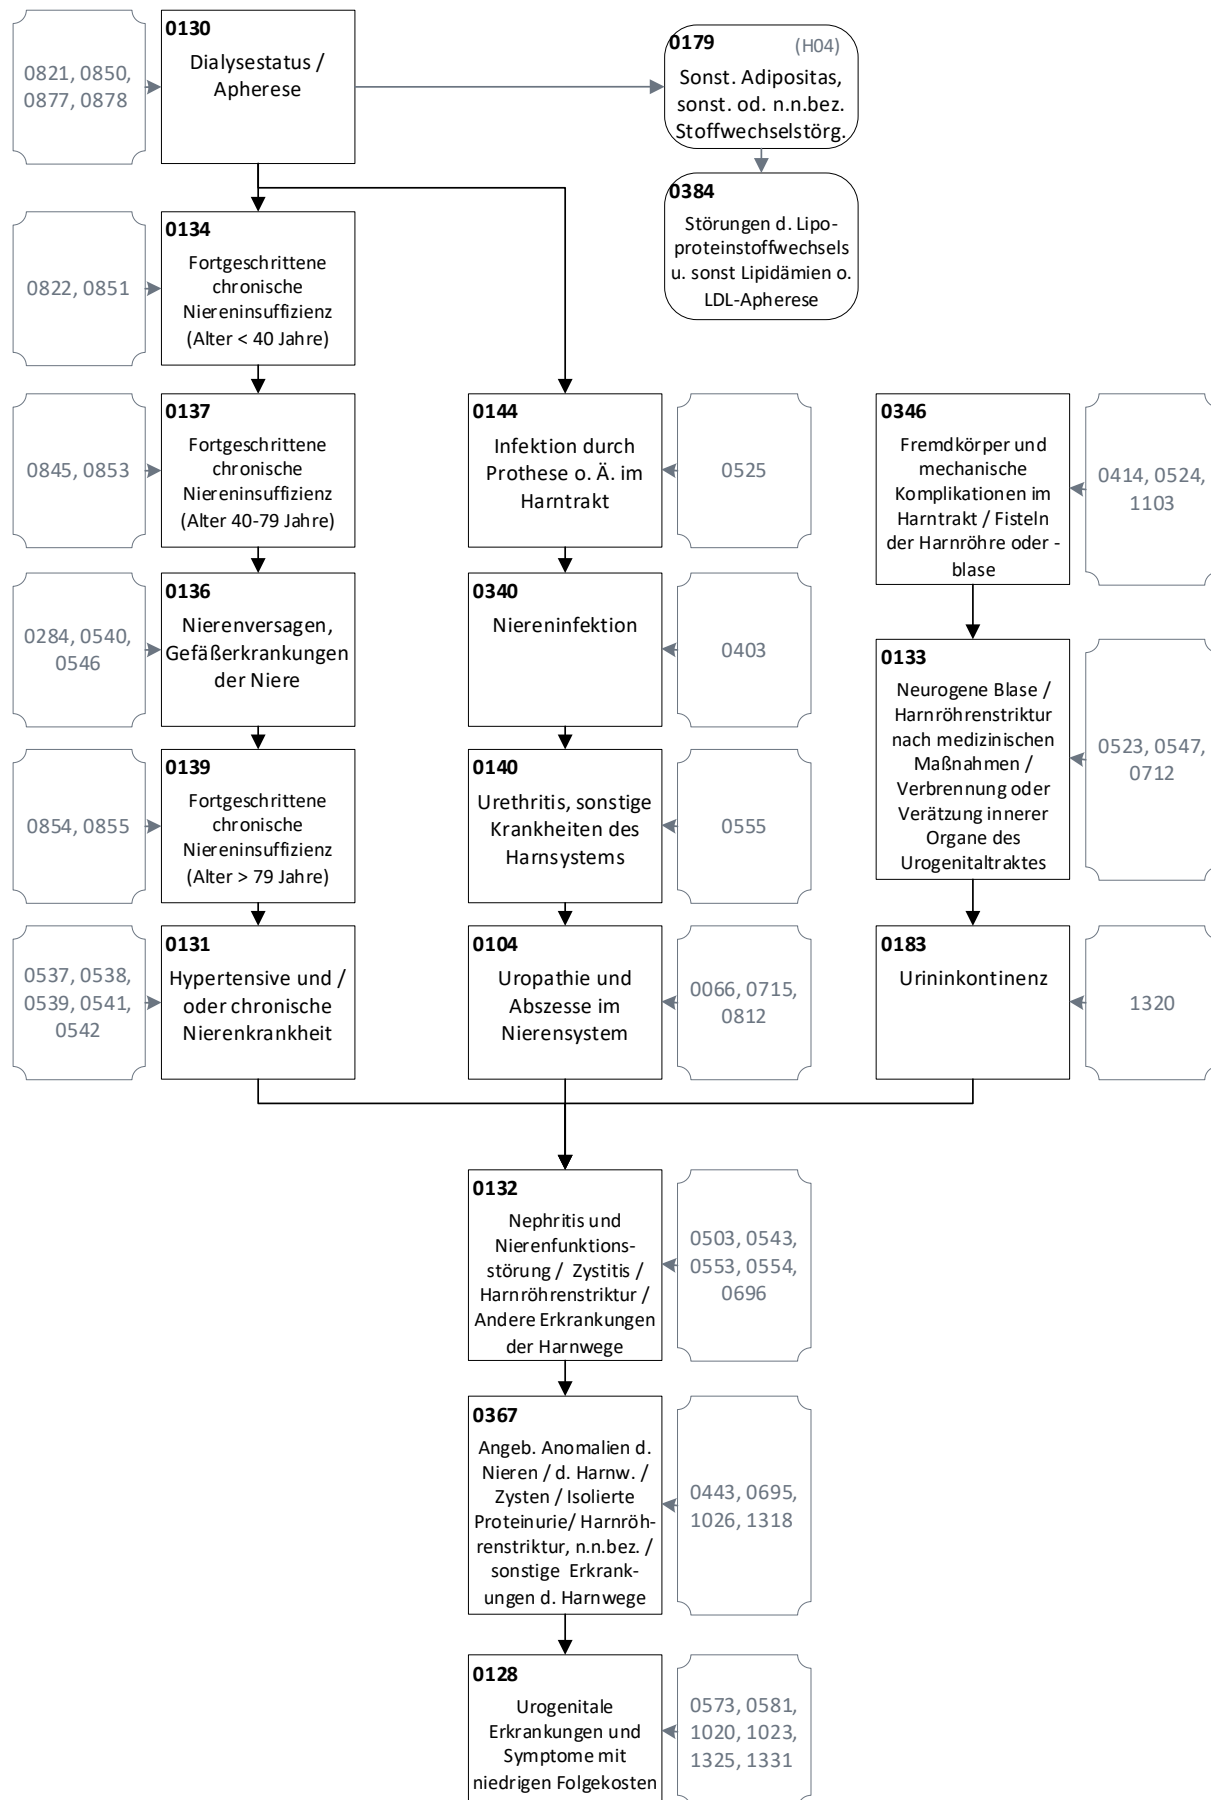 0821, 0850,
0877, 0878
0130
Dialysestatus /
Apherese
0179 (H04)
Sonst. Adipositas,
sonst. od. n.n.bez.
Stoffwechselstörg.
0384
Störungen d. Lipo-
proteinstoffwechsels
u. sonst Lipidämien o.
LDL-Apherese
0822, 0851
0134
Fortgeschrittene
chronische
Niereninsuffizienz
(Alter < 40 Jahre)
0845, 0853
0137
Fortgeschrittene
chronische
Niereninsuffizienz
(Alter 40-79 Jahre)
0144
Infektion durch
Prothese o. Ä. im
Harntrakt
0525
0346
Fremdkörper und
mechanische
Komplikationen im
Harntrakt / Fisteln
der Harnröhre oder -
blase
0414, 0524,
1103
0284, 0540,
0546
0136
Nierenversagen,
Gefäßerkrankungen
der Niere
0340
Niereninfektion
0403
0133
Neurogene Blase /
Harnröhrenstriktur
nach medizinischen
Maßnahmen /
Verbrennung oder
Verätzung innerer
Organe des
Urogenitaltraktes
0523, 0547,
0712
0854, 0855
0139
Fortgeschrittene
chronische
Niereninsuffizienz
(Alter > 79 Jahre)
0140
Urethritis, sonstige
Krankheiten des
Harnsystems
0555
0537, 0538,
0539, 0541,
0542
0131
Hypertensive und /
oder chronische
Nierenkrankheit
0104
Uropathie und
Abszesse im
Nierensystem
0066, 0715,
0812
0183
Urininkontinenz
1320
0132
Nephritis und
Nierenfunktions-
störung / Zystitis /
Harnröhrenstriktur /
Andere Erkrankungen
der Harnwege
0503, 0543,
0553, 0554,
0696
0367
Angeb. Anomalien d.
Nieren / d. Harnw. /
Zysten / Isolierte
Proteinurie/ Harnröh-
renstriktur, n.n.bez. /
sonstige Erkrank-
ungen d. Harnwege
0443, 0695,
1026, 1318
0128
Urogenitale
Erkrankungen und
Symptome mit
niedrigen Folgekosten
0573, 0581,
1020, 1023,
1325, 1331